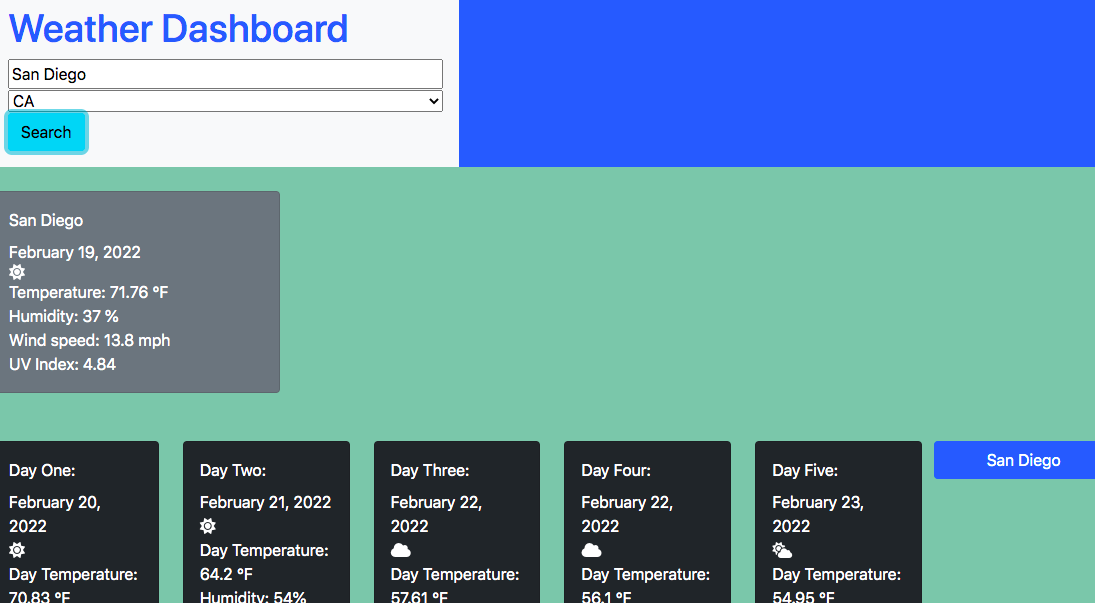 Weather Dashboard
San Diego
CA
Search
San Diego
February 19, 2022
Temperature: 71.76 °F
Humidity: 37 %
Wind speed: 13.8 mph
UV Index: 4.84
Day One:
February 20,
2022
Day Temperature:
70.83 °F
Day Two:
February 21, 2022
Day Temperature:
64.2 °F
Humidity: 54%
Day Three:
February 22,
2022
Day Temperature:
57.61 °F
Day Four:
February 22,
2022
Day Temperature:
56.1 °F
Day Five:
February 23,
2022
Day Temperature:
54.95 °F
San Diego